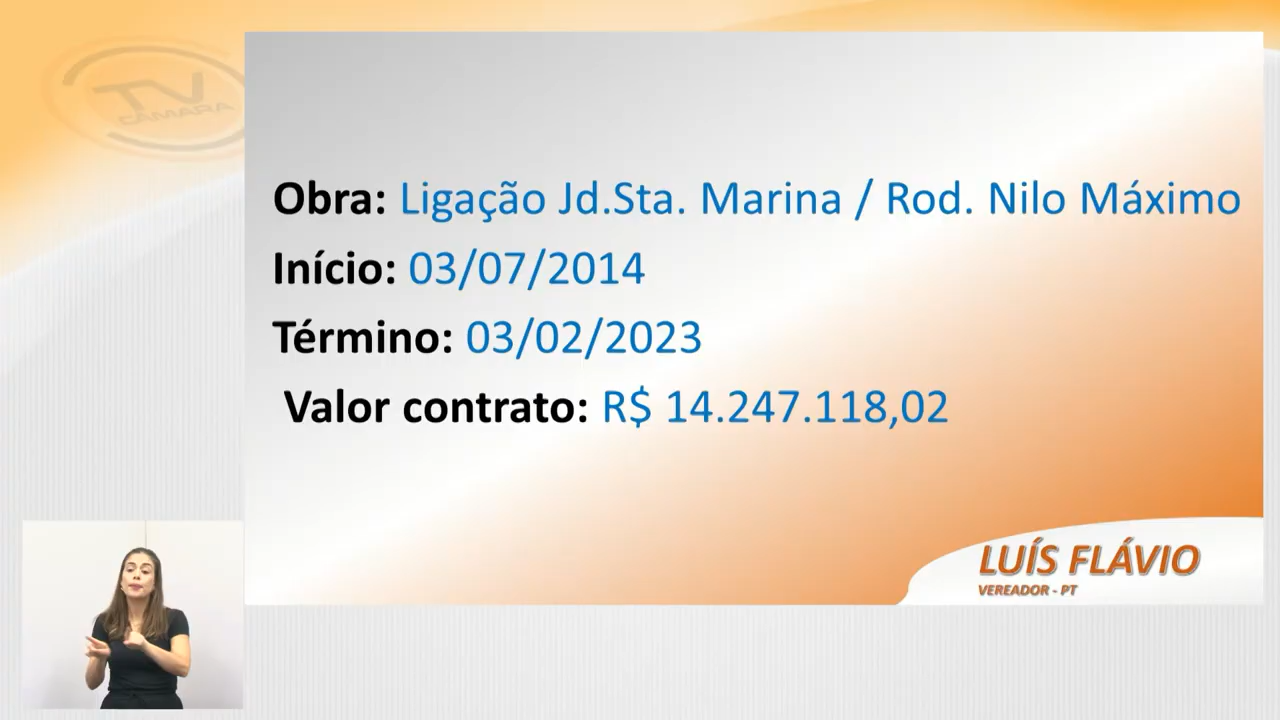 TV
CÂMARA
Obra: Ligação Jd.Sta. Marina / Rod. Nilo Máximo
Início: 03/07/2014
Término: 03/02/2023
Valor contrato: R$ 14.247.118,02
LUÍS FLÁVIO
VEREADOR - PT